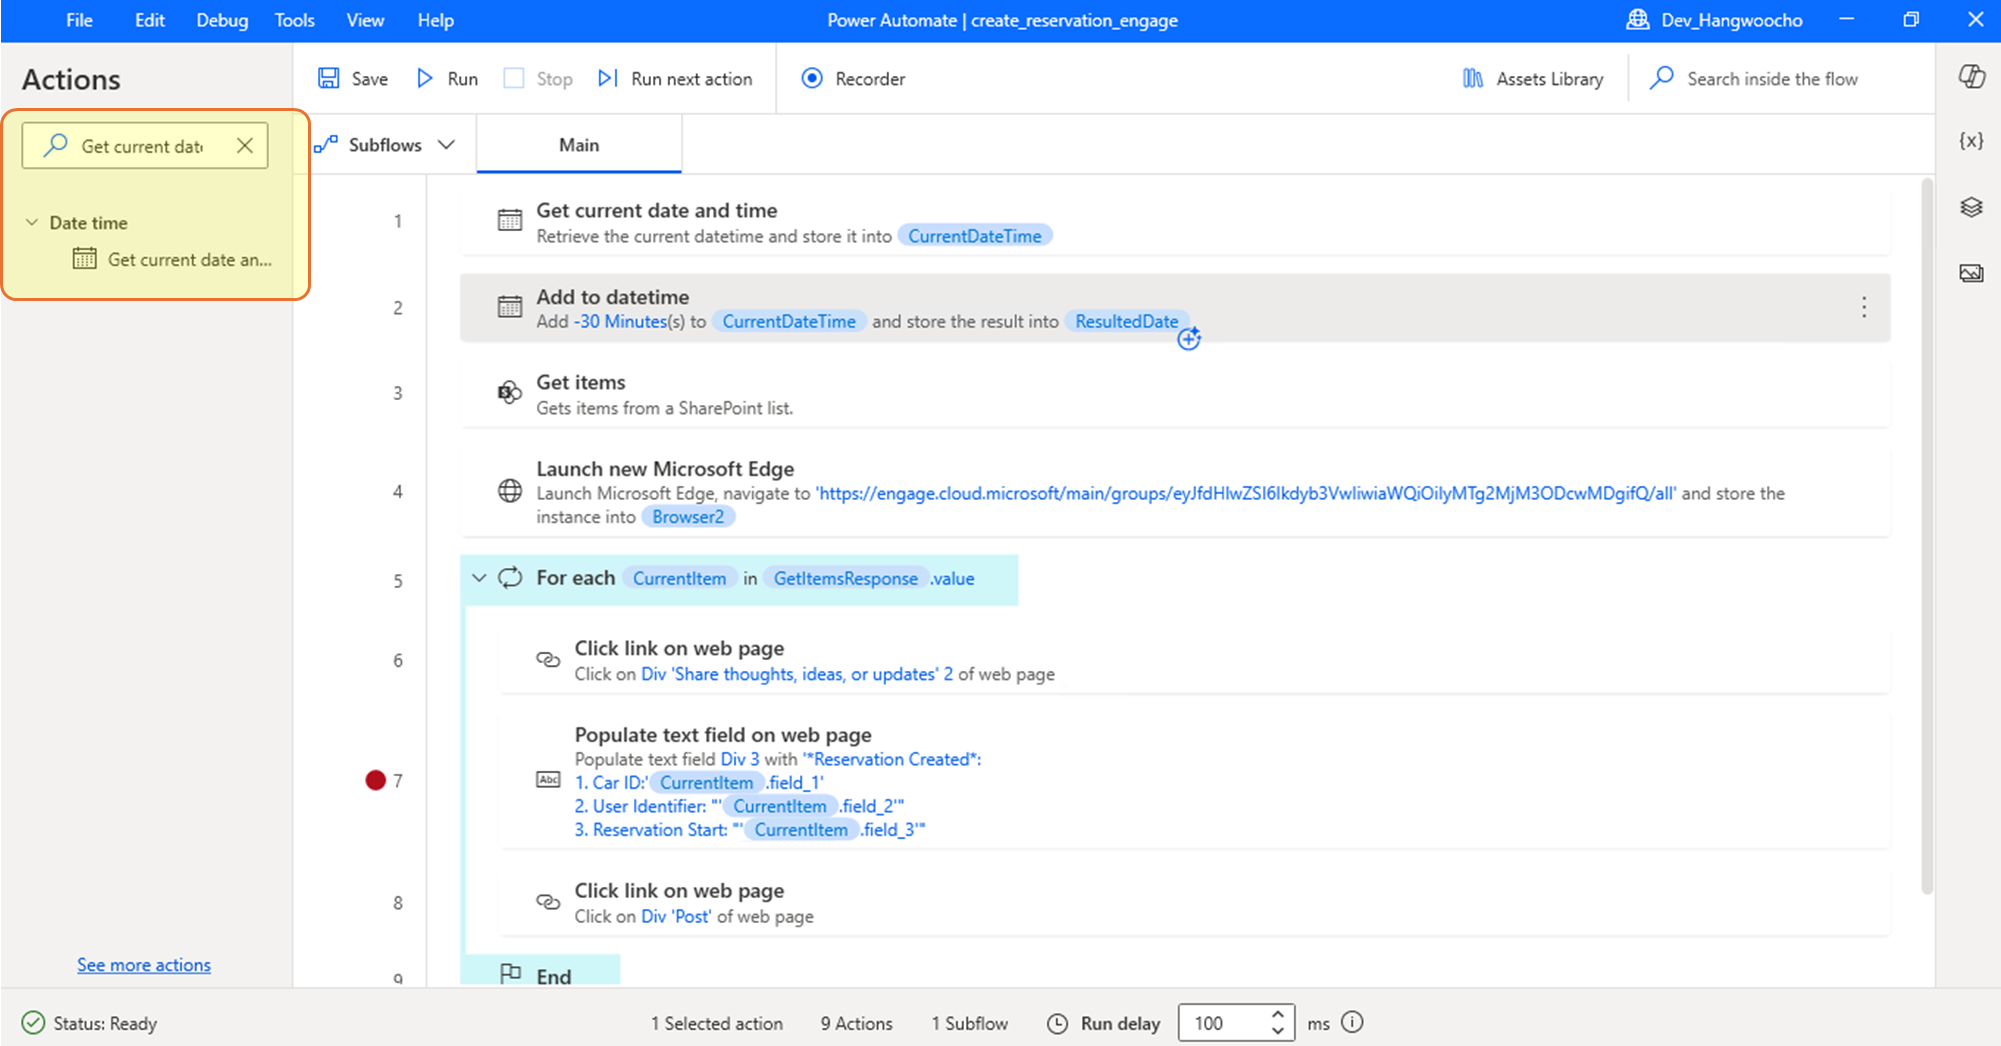 File Edit Debug Tools View Help Power Automate | create_reservation_engage Dev_Hangwoocho
Actions
Save Run Stop Run next action Recorder Assets Library Search inside the flow
Get current date
Subflows Main
{x}
Date time
Get current date an...
1 Get current date and time
Retrieve the current datetime and store it into CurrentDateTime
2 Add to datetime
Add -30 Minutes(s) to CurrentDateTime and store the result into ResultedDate
3 Get items
Gets items from a SharePoint list.
4 Launch new Microsoft Edge
Launch Microsoft Edge, navigate to 'https://engage.cloud.microsoft/main/groups/eyJfdHlwZSI6Ikdyb3VwIiwiaWQiOiIyMTg2MjM3ODcwMDgifQ/all' and store the
instance into Browser2
5 For each CurrentItem in GetItemsResponse .value
6 Click link on web page
Click on Div 'Share thoughts, ideas, or updates' 2 of web page
Populate text field on web page
Populate text field Div 3 with '*Reservation Created*:
7 Abc 1. Car ID:' CurrentItem .field_1'
2. User Identifier: "' CurrentItem .field_2'"
3. Reservation Start: "' CurrentItem .field_3'"
8 Click link on web page
Click on Div 'Post' of web page
9 End
See more actions
Status: Ready 1 Selected action 9 Actions 1 Subflow Run delay 100 ms